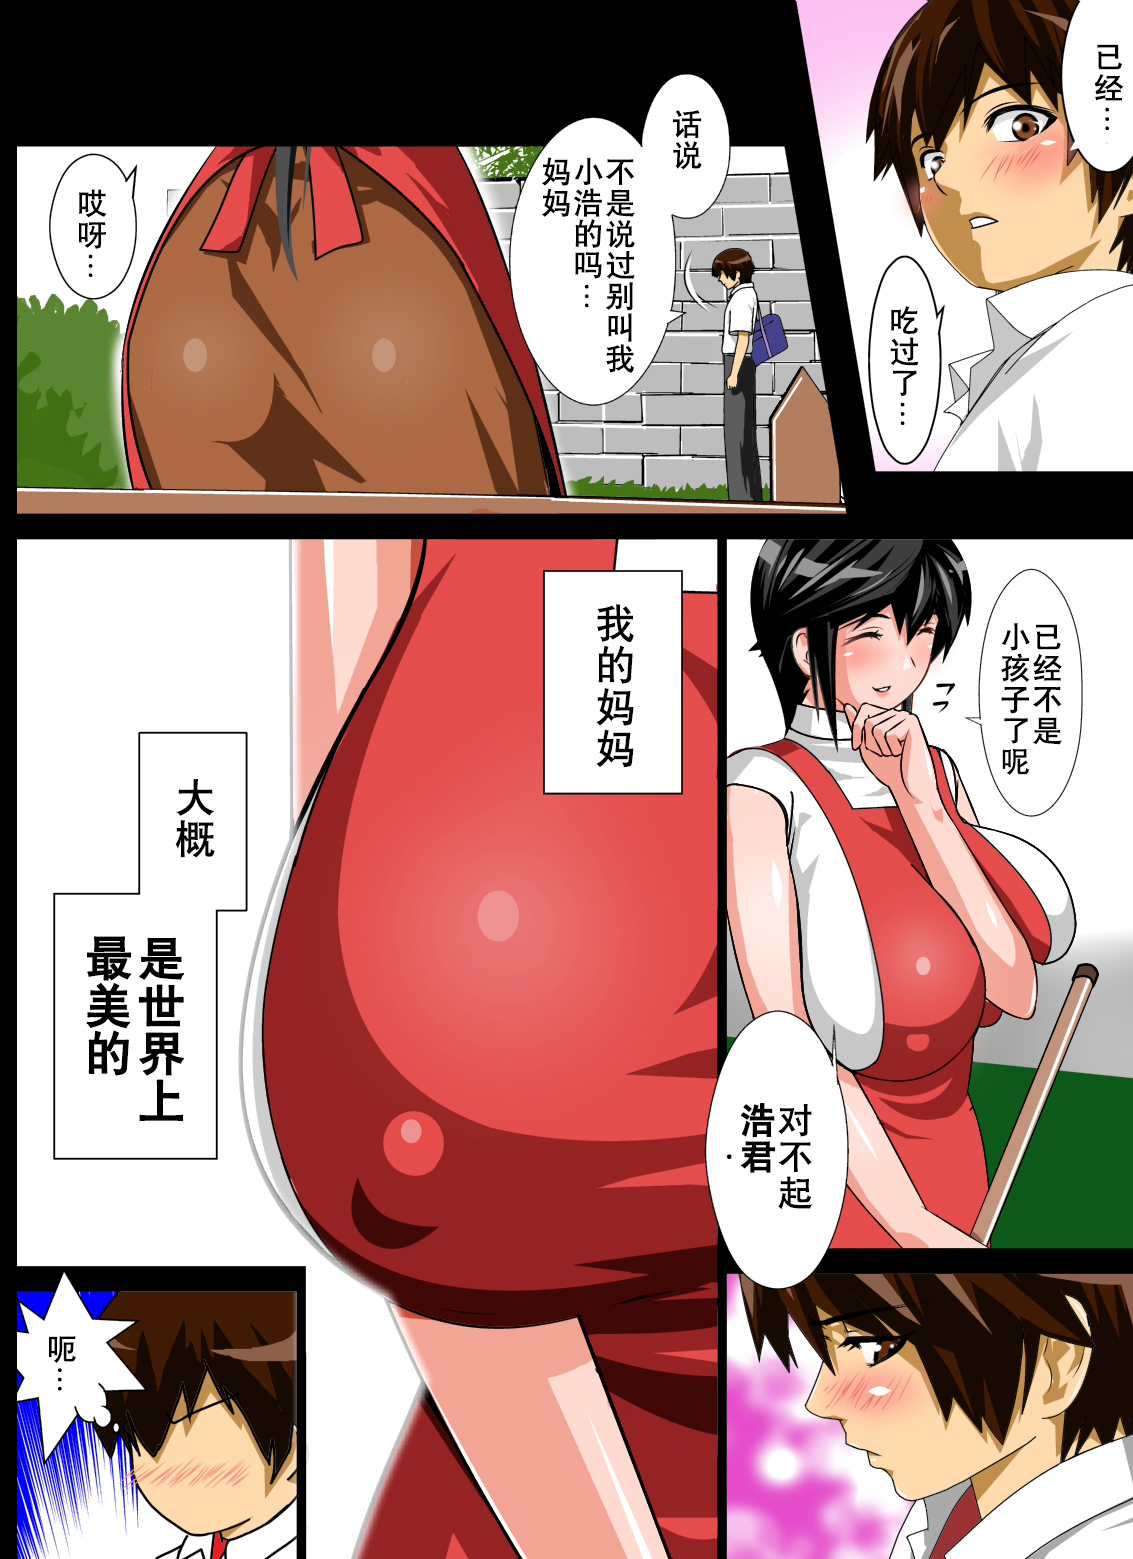 已经…
吃过了…
话说
不是说过别叫我
小浩的吗…
妈妈
哎呀…
已经不是
小孩子了呢
对不起
浩君.
我的妈妈
大概
是世界上
最美的
呃…